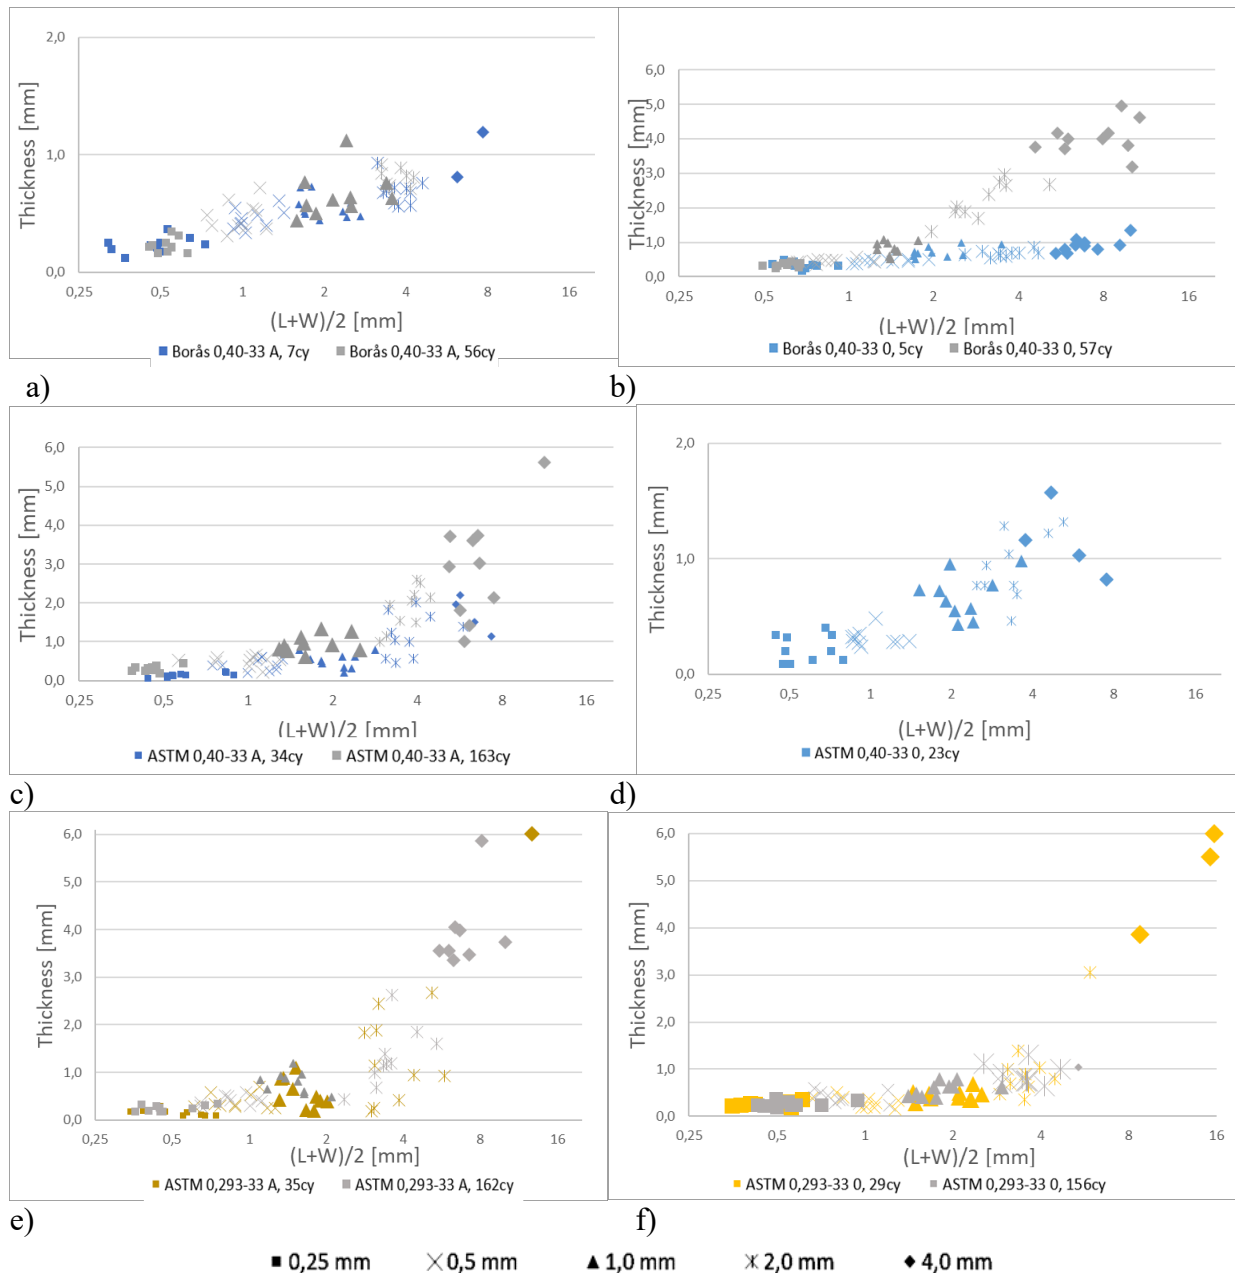 2,0
1,0
0,0
Thickness [mm]
0,25 0,5 1 2 4 8 16
(L+W)/2 [mm]
Borås 0,40-33 A, 7cy Borås 0,40-33 A, 56cy
a)
6,0
5,0
4,0
3,0
2,0
1,0
0,0
Thickness [mm]
0,25 0,5 1 2 4 8 16
(L+W)/2 [mm]
Borås 0,40-33 0, 5cy Borås 0,40-33 0, 57cy
b)
6,0
5,0
4,0
3,0
2,0
1,0
0,0
Thickness [mm]
0,25 0,5 1 2 4 8 16
(L+W)/2 [mm]
ASTM 0,40-33 A, 34cy ASTM 0,40-33 A, 163cy
c)
2,0
1,0
0,0
Thickness [mm]
0,25 0,5 1 2 4 8 16
(L+W)/2 [mm]
ASTM 0,40-33 0, 23cy
d)
6,0
5,0
4,0
3,0
2,0
1,0
0,0
Thickness [mm]
0,25 0,5 1 2 4 8
(L+W)/2 [mm]
ASTM 0,293-33 A, 35cy ASTM 0,293-33 A, 162cy
e)
6,0
5,0
4,0
3,0
2,0
1,0
0,0
Thickness [mm]
0,25 0,5 1 2 4 8 16
(L+W)/2 [mm]
ASTM 0,293-33 0, 29cy ASTM 0,293-33 0, 156cy
f)
0,25 mm 0,5 mm 1,0 mm 2,0 mm 4,0 mm